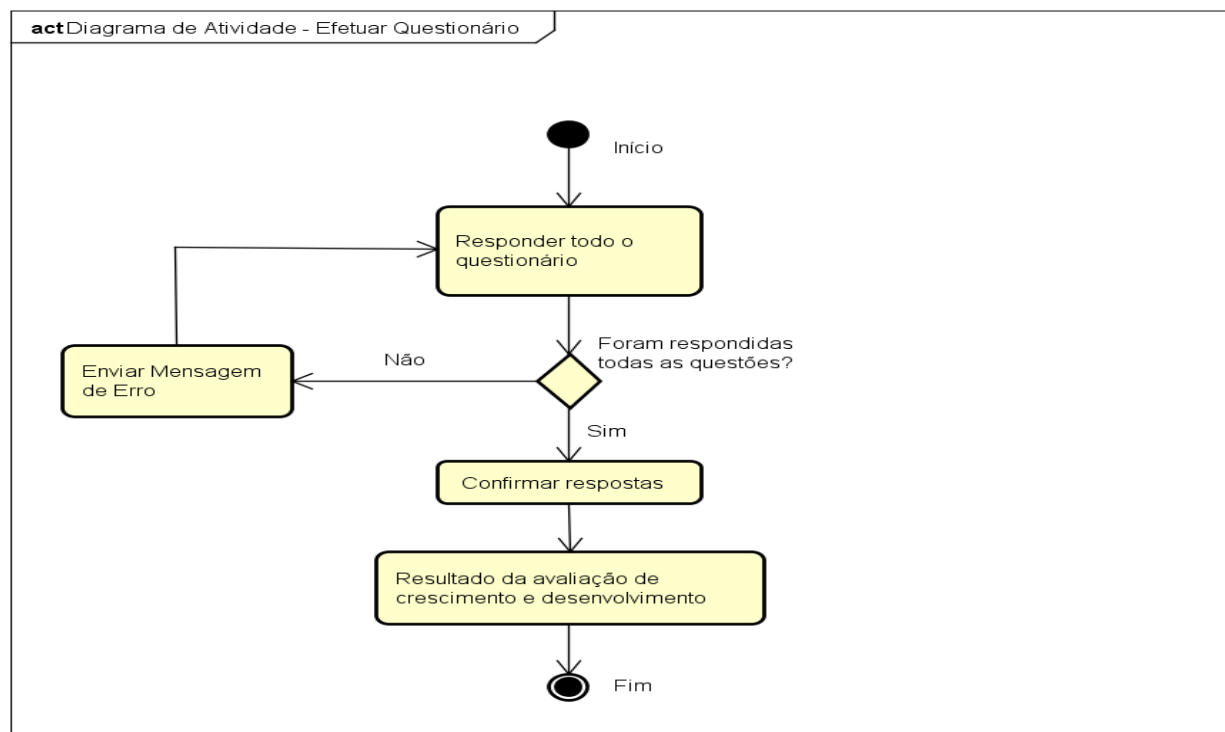 act Diagrama de Atividade - Efetuar Questionário
Início
Responder todo o
questionário
Foram respondidas
todas as questões?
Não
Enviar Mensagem
de Erro
Sim
Confirmar respostas
Resultado da avaliação de
crescimento e desenvolvimento
Fim